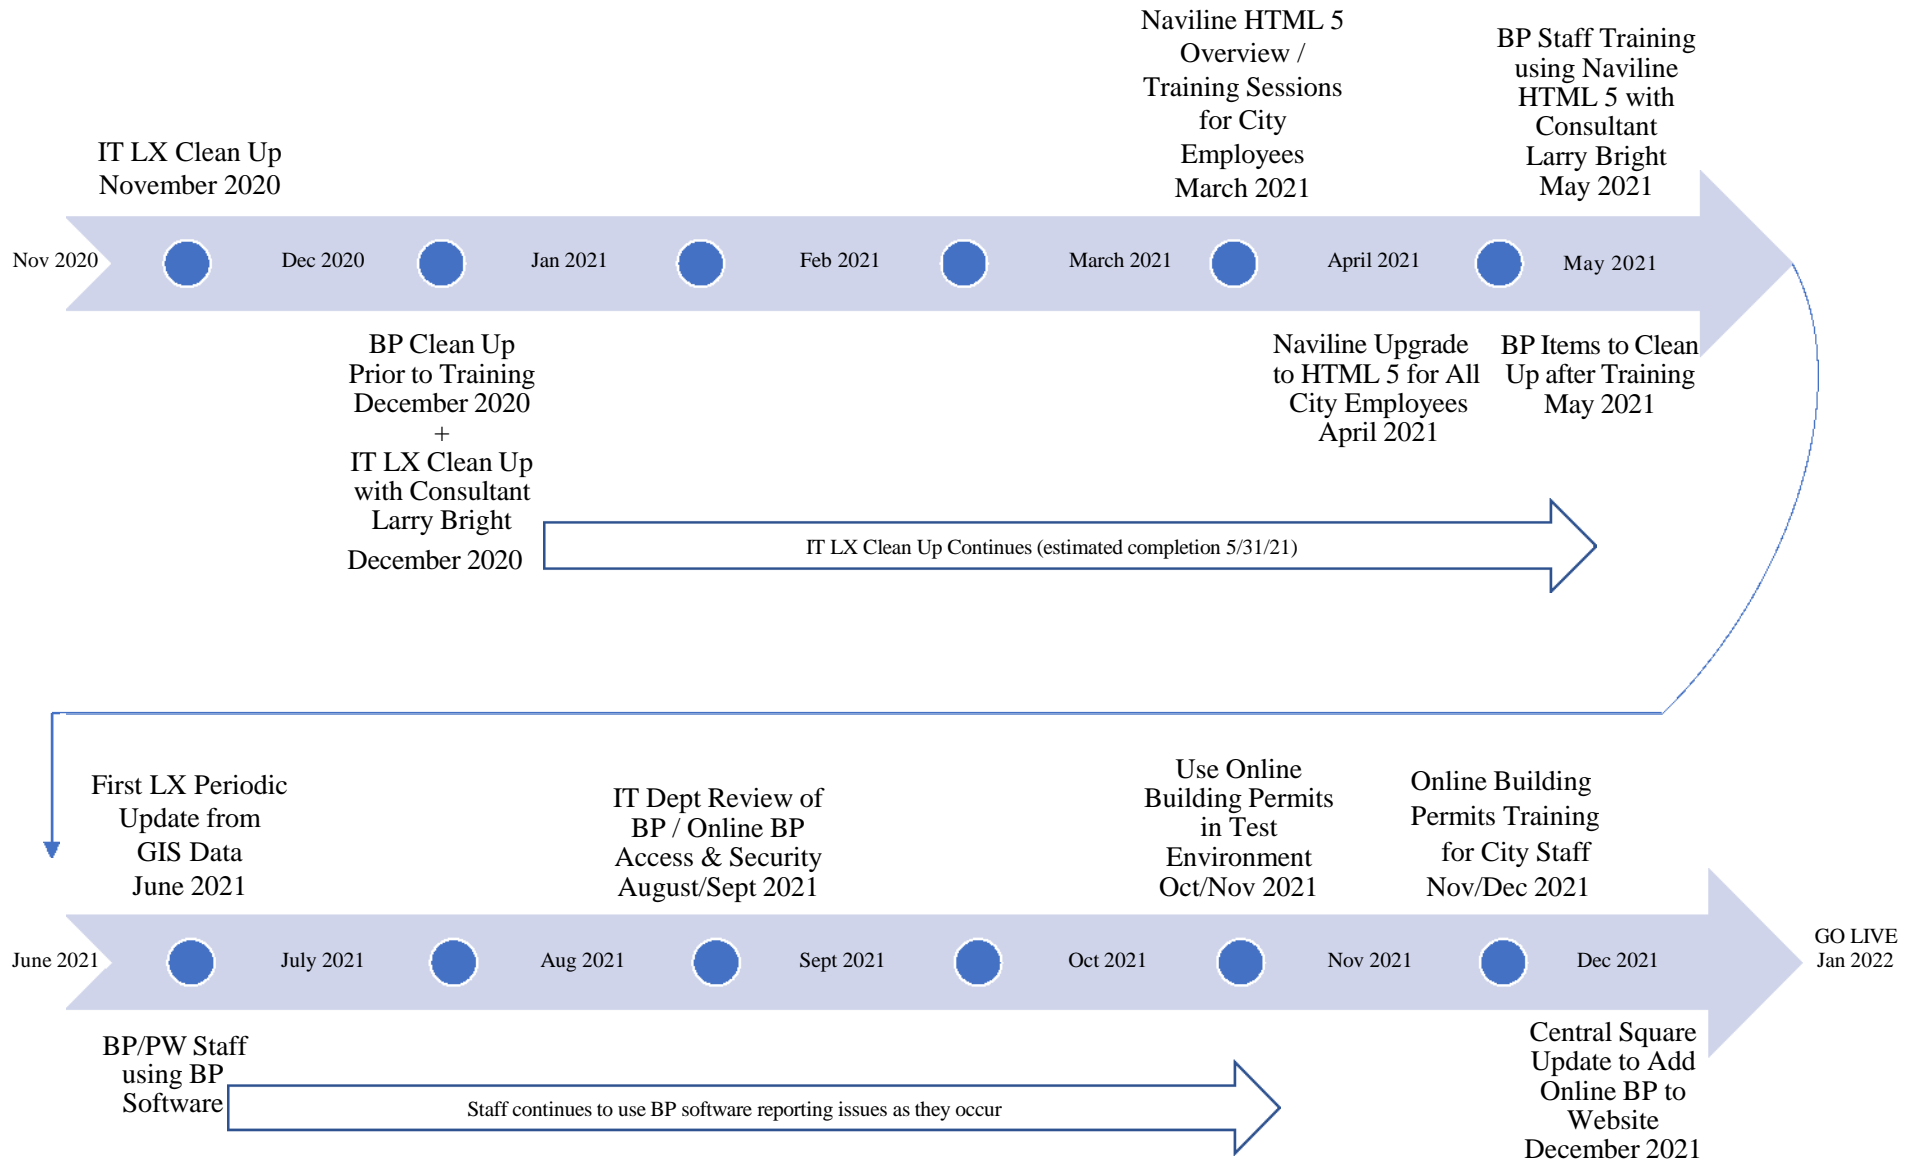 Naviline HTML 5
Overview /
Training Sessions
for City
Employees
March 2021
BP Staff Training
using Naviline
HTML 5 with
Consultant
Larry Bright
May 2021
IT LX Clean Up
November 2020
Nov 2020
Dec 2020
Jan 2021
Feb 2021
March 2021
April 2021
May 2021
BP Clean Up
Prior to Training
December 2020
+
IT LX Clean Up
with Consultant
Larry Bright
December 2020
Naviline Upgrade
to HTML 5 for All
City Employees
April 2021
BP Items to Clean
Up after Training
May 2021
IT LX Clean Up Continues (estimated completion 5/31/21)
First LX Periodic
Update from
GIS Data
June 2021
IT Dept Review of
BP / Online BP
Access & Security
August/Sept 2021
Use Online
Building Permits
in Test
Environment
Oct/Nov 2021
Online Building
Permits Training
for City Staff
Nov/Dec 2021
June 2021
July 2021
Aug 2021
Sept 2021
Oct 2021
Nov 2021
Dec 2021
GO LIVE
Jan 2022
BP/PW Staff
using BP
Software
Staff continues to use BP software reporting issues as they occur
Central Square
Update to Add
Online BP to
Website
December 2021